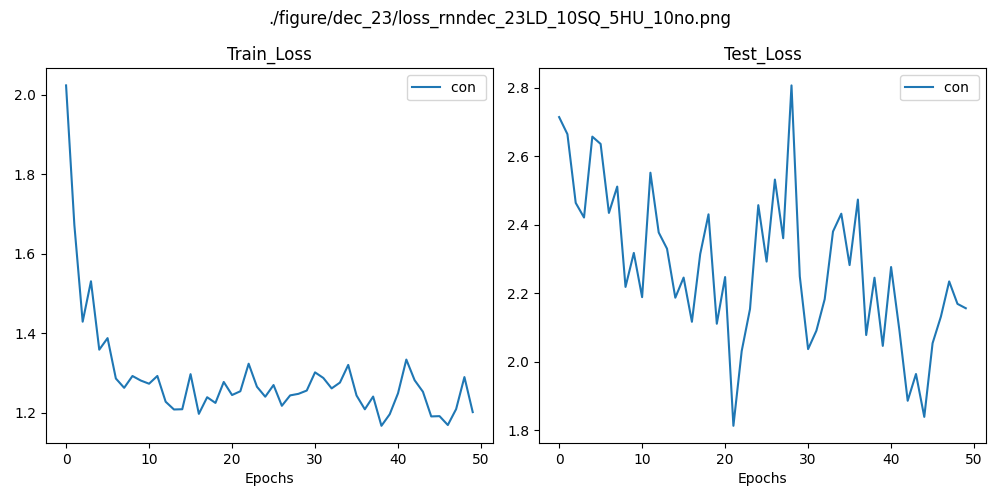 ./figure/dec_23/loss_rnndec_23LD_10SQ_5HU_10no.png
Train_Loss
con
2.0
1.8
1.6
1.4
1.2
0 10 20 30 40 50
Epochs
Test_Loss
con
2.8
2.6
2.4
2.2
2.0
1.8
0 10 20 30 40 50
Epochs